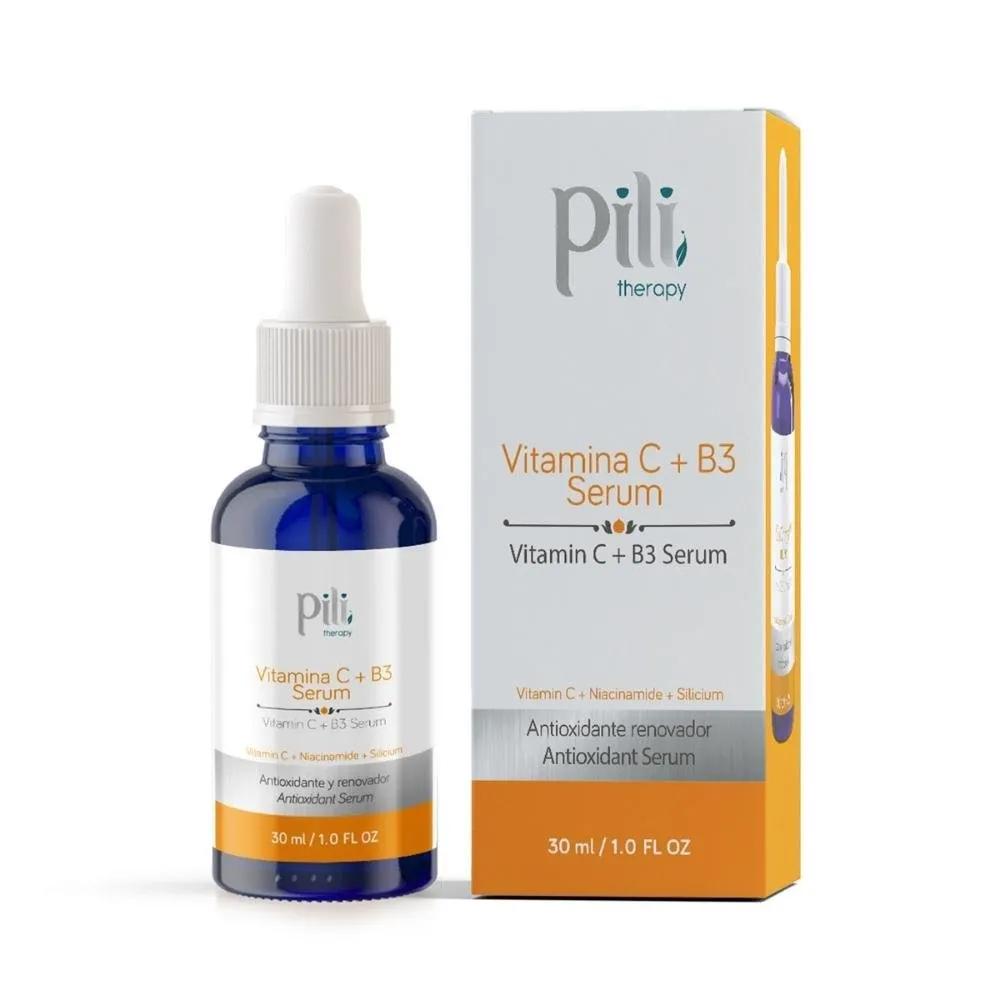 pili
therapy
Vitamina C + B3
Serum
Vitamin C + B3 Serum
Vitamin C + Niacinamide + Silicium
Antioxidante y renovador
Antioxidant Serum
30 ml / 1.0 FL OZ
pili
therapy
Vitamina C + B3
Serum
Vitamin C + B3 Serum
Vitamin C + Niacinamide + Silicium
Antioxidante renovador
Antioxidant Serum
30 ml / 1.0 FL OZ